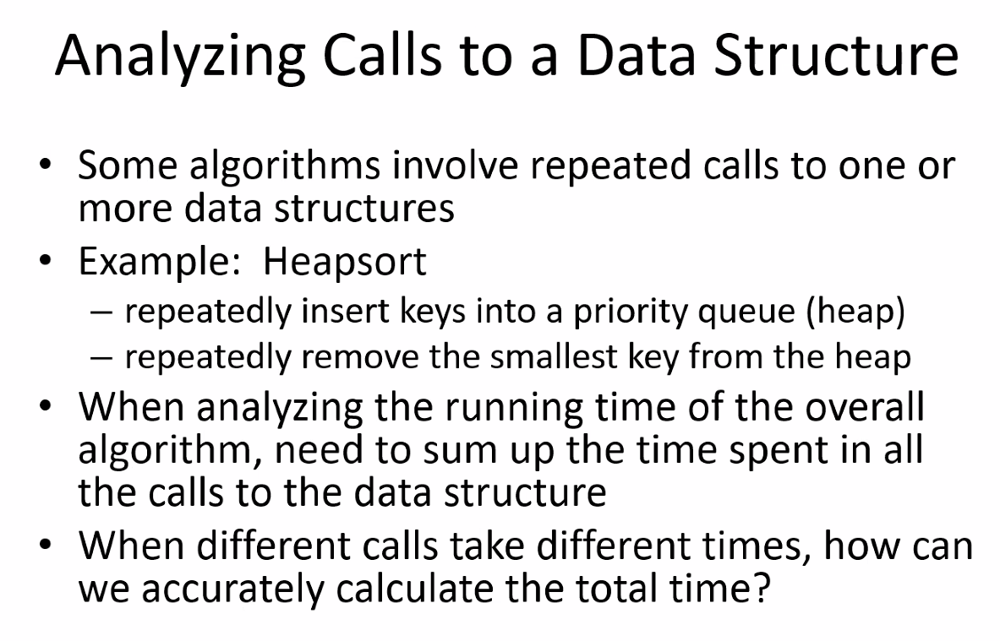 Analyzing Calls to a Data Structure
• Some algorithms involve repeated calls to one or
more data structures
• Example:  Heapsort
– repeatedly insert keys into a priority queue (heap)
– repeatedly remove the smallest key from the heap
• When analyzing the running time of the overall
algorithm, need to sum up the time spent in all
the calls to the data structure
• When different calls take different times, how can
we accurately calculate the total time?